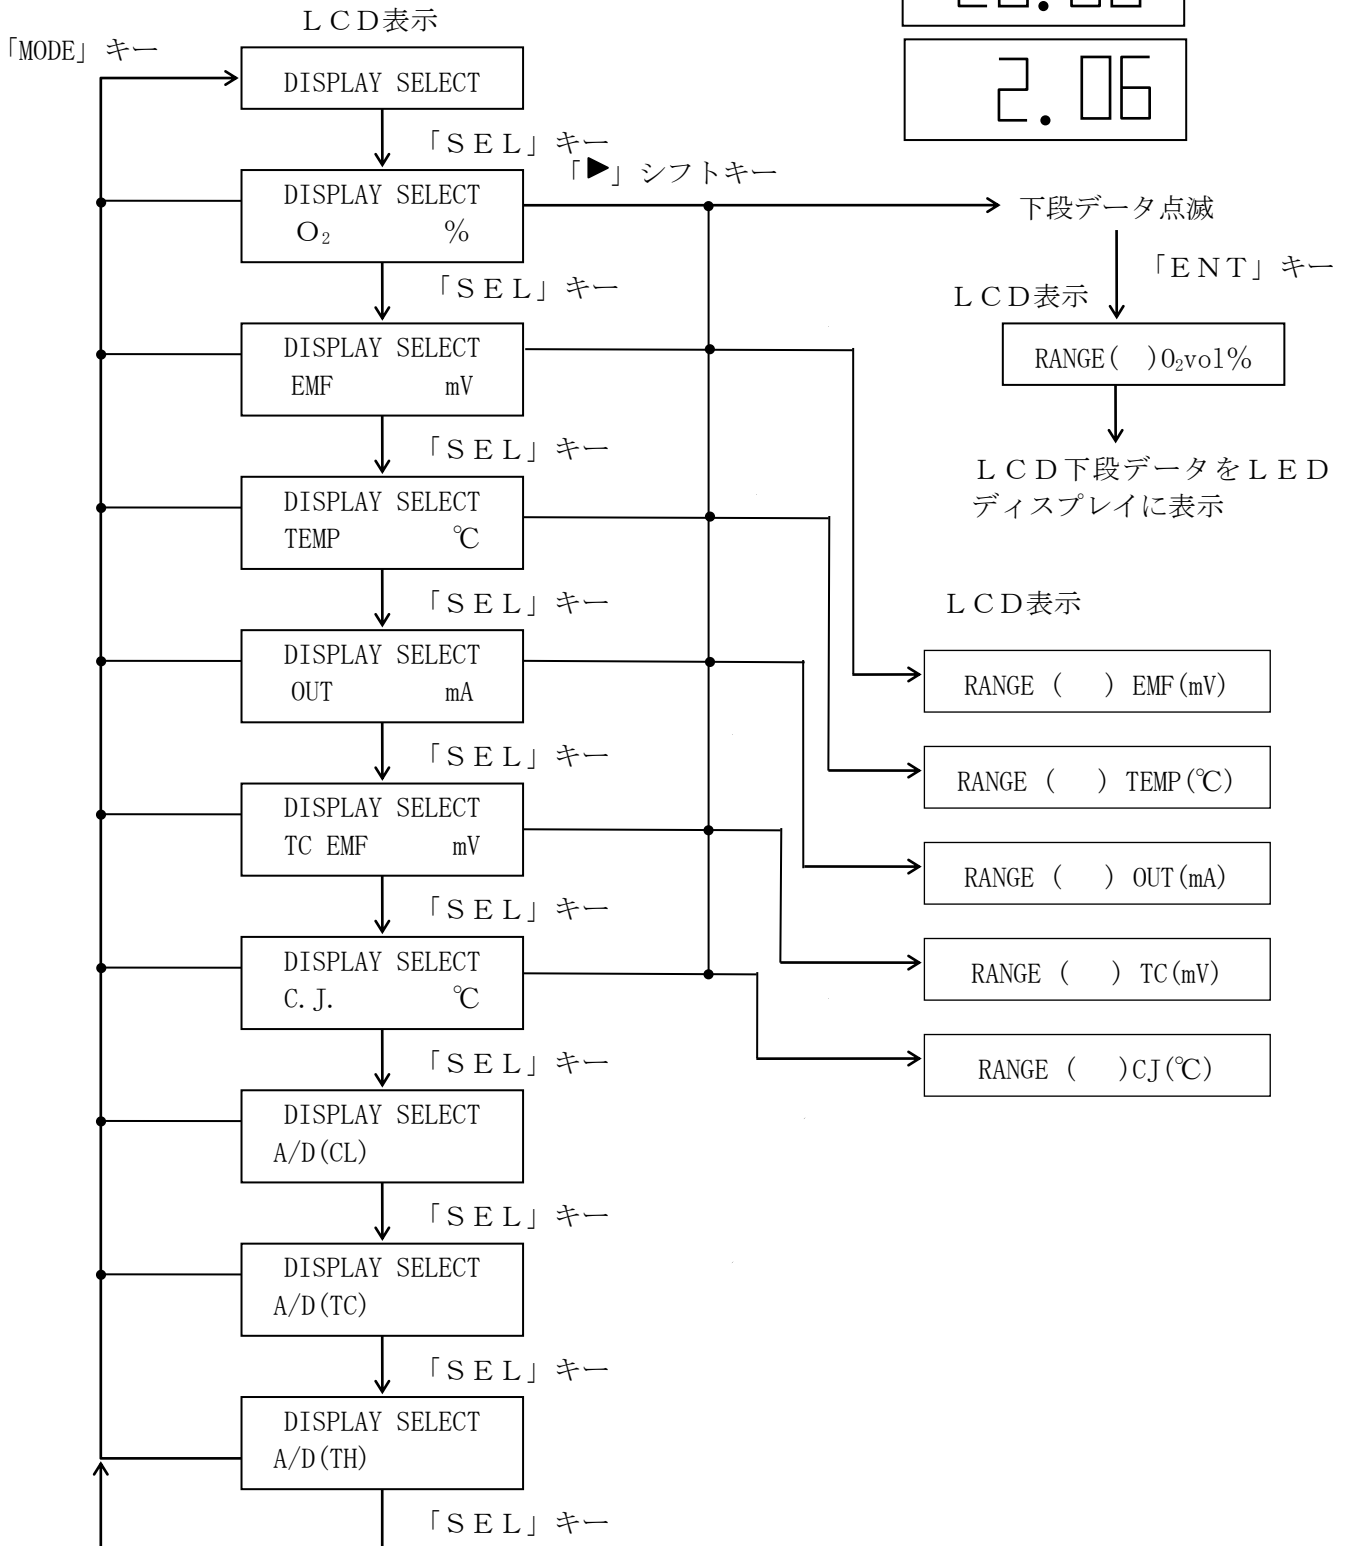 ＬＣＤ表示
「MODE」キー
DISPLAY SELECT
2.06
「ＳＥＬ」キー
「▶」シフトキー
DISPLAY SELECT
Ｏ₂ ％
下段データ点滅
「ＥＮＴ」キー
「ＳＥＬ」キー
ＬＣＤ表示
DISPLAY SELECT
EMF mV
RANGE( )O₂vol％
「ＳＥＬ」キー
ＬＣＤ下段データをＬＥＤ
ディスプレイに表示
DISPLAY SELECT
TEMP ℃
「ＳＥＬ」キー
ＬＣＤ表示
DISPLAY SELECT
OUT mA
RANGE ( ) EMF(mV)
「ＳＥＬ」キー
RANGE ( ) TEMP(℃)
DISPLAY SELECT
TC EMF mV
RANGE ( ) OUT(mA)
「ＳＥＬ」キー
DISPLAY SELECT
C.J. ℃
RANGE ( ) TC(mV)
「ＳＥＬ」キー
RANGE ( )CJ(℃)
DISPLAY SELECT
A/D(CL)
「ＳＥＬ」キー
DISPLAY SELECT
A/D(TC)
「ＳＥＬ」キー
DISPLAY SELECT
A/D(TH)
「ＳＥＬ」キー